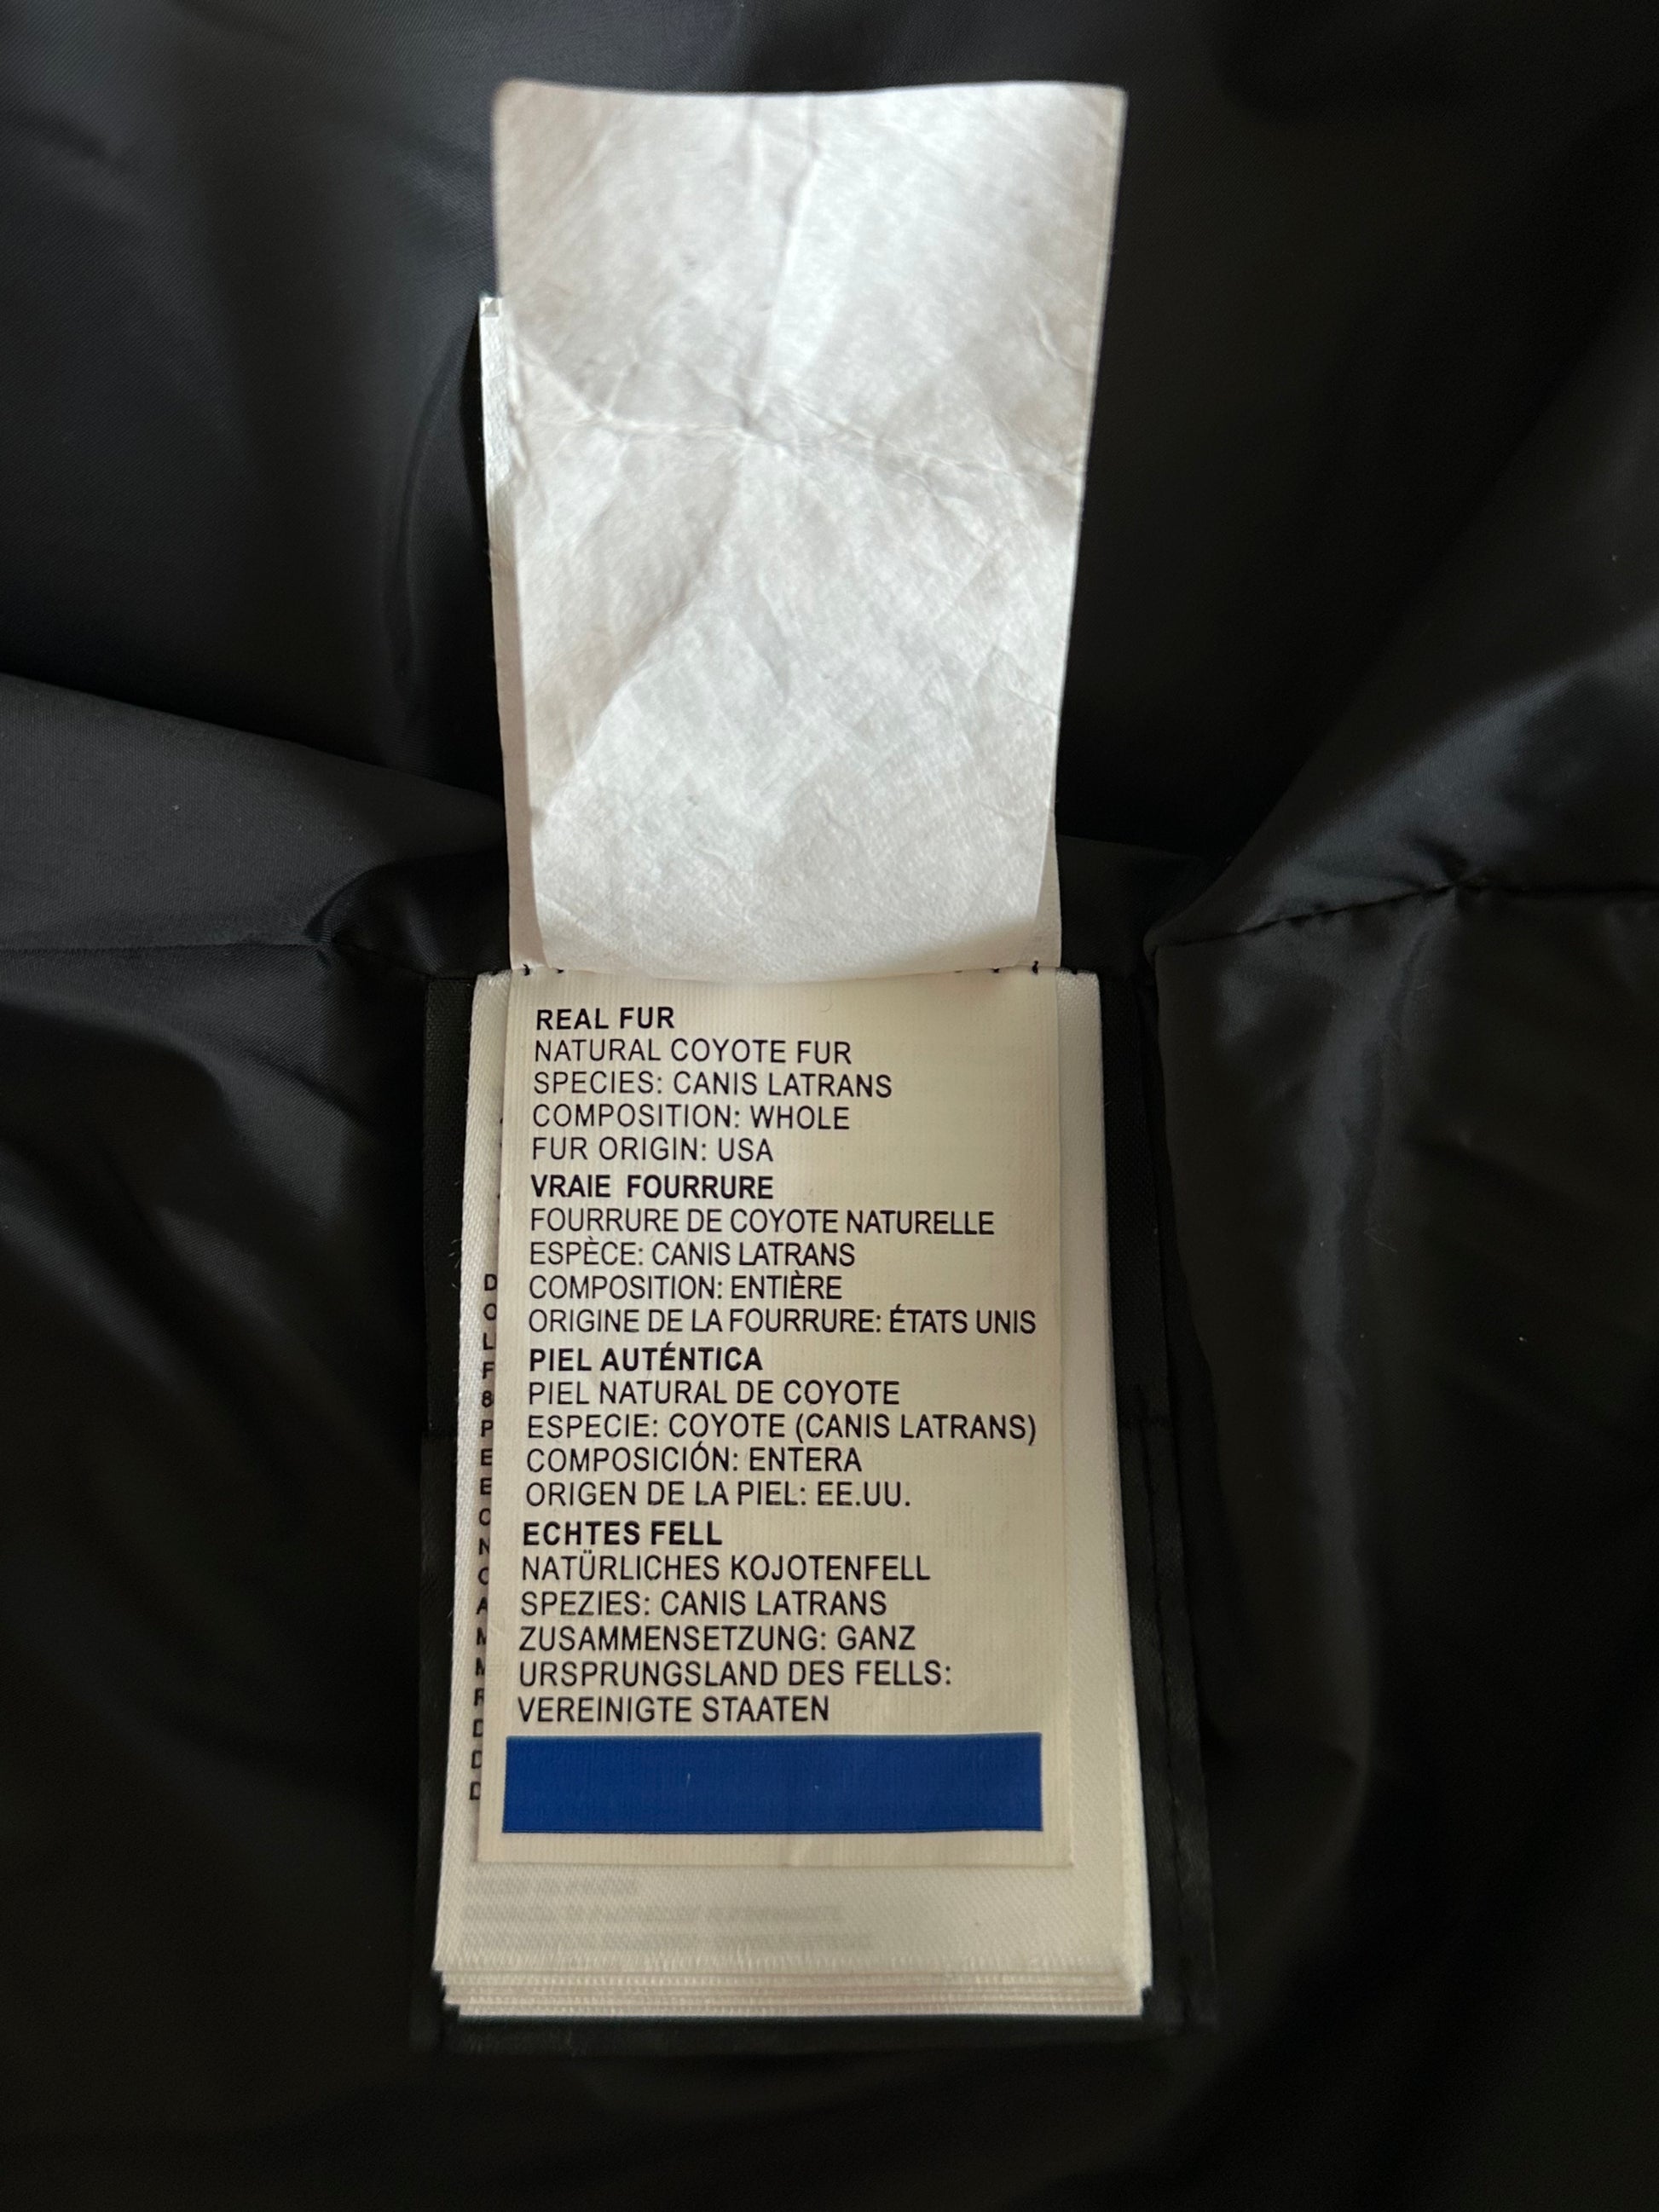 REAL FUR
NATURAL COYOTE FUR
SPECIES: CANIS LATRANS
COMPOSITION: WHOLE
FUR ORIGIN: USA
VRAIE FOURRURE
FOURRURE DE COYOTE NATURELLE
ESPÈCE: CANIS LATRANS
COMPOSITION: ENTIÈRE
ORIGINE DE LA FOURRURE: ÉTATS UNIS
PIEL AUTÉNTICA
PIEL NATURAL DE COYOTE
ESPECIE: COYOTE (CANIS LATRANS)
COMPOSICIÓN: ENTERA
ORIGEN DE LA PIEL: EE.UU.
ECHTES FELL
NATÜRLICHES KOJOTENFELL
SPEZIES: CANIS LATRANS
ZUSAMMENSETZUNG: GANZ
URSPRUNGSLAND DES FELLS:
VEREINIGTE STAATEN